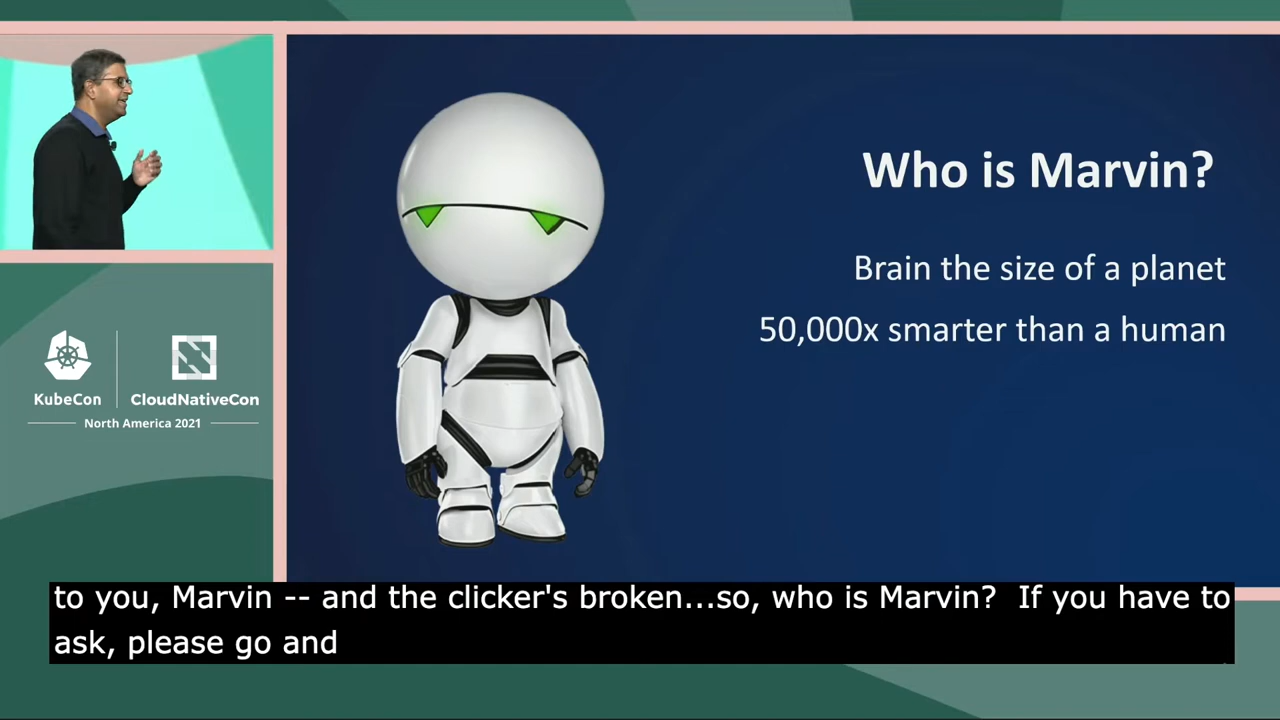 Who is Marvin?
Brain the size of a planet
50,000x smarter than a human
KubeCon
CloudNativeCon
North America 2021
to you, Marvin -- and the clicker's broken...so, who is Marvin?  If you have to
ask, please go and